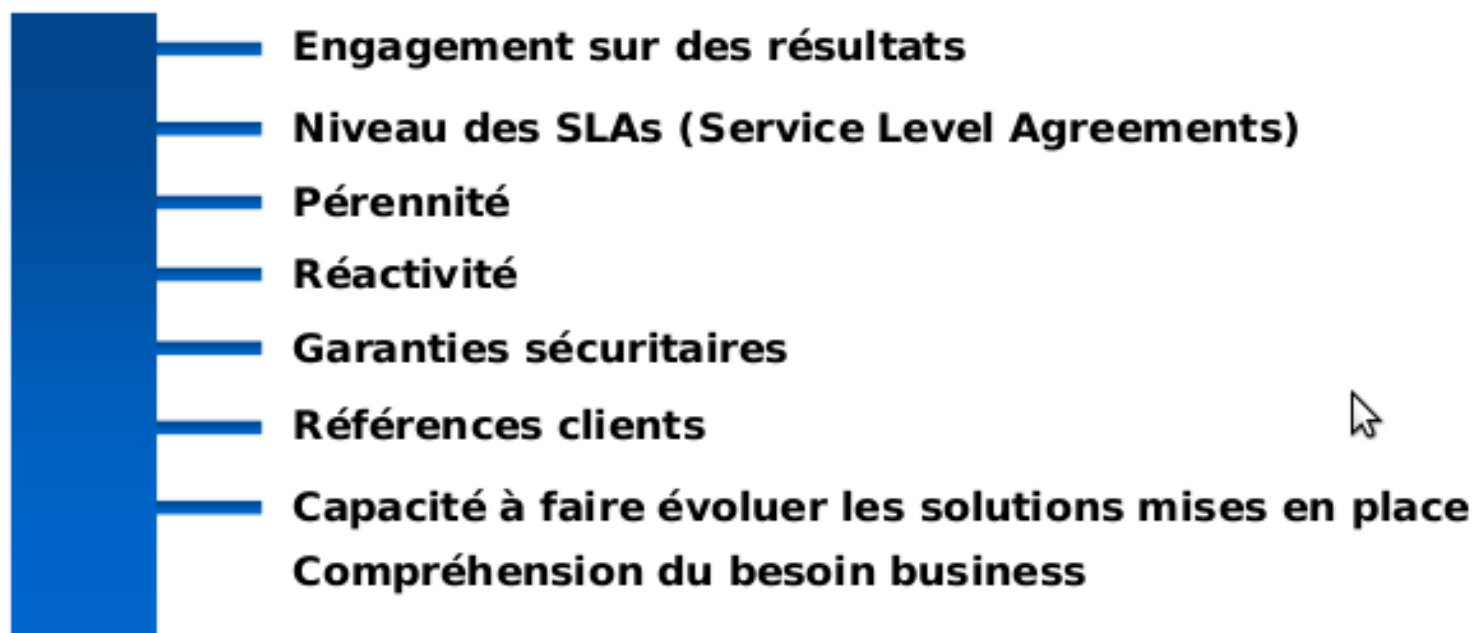 Engagement sur des résultats
Niveau des SLAs (Service Level Agreements)
Pérennité
Réactivité
Garanties sécuritaires
Références clients
Capacité à faire évoluer les solutions mises en place
Compréhension du besoin business